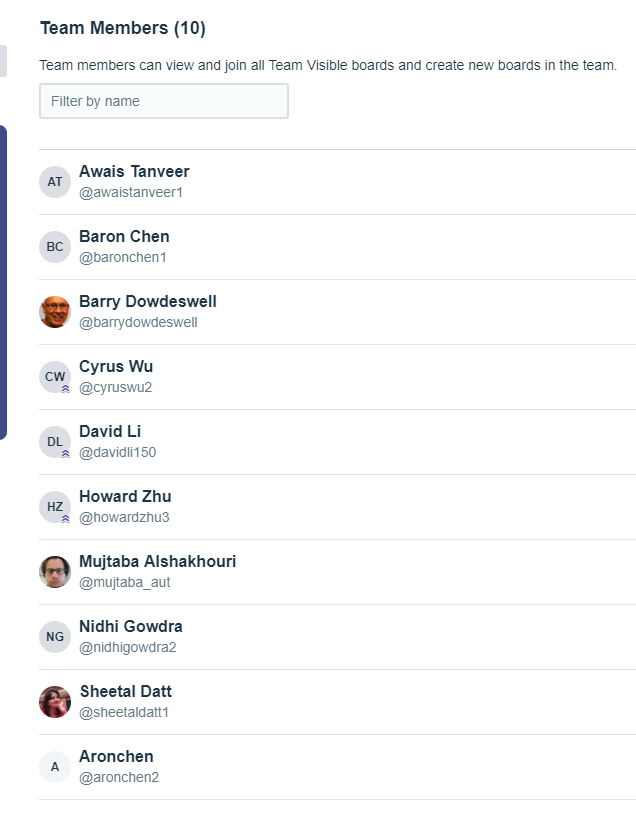 Team Members (10)
Team members can view and join all Team Visible boards and create new boards in the team.
Filter by name
AT
Awais Tanveer
@awaistanveer1
BC
Baron Chen
@baronchen1
Barry Dowdeswell
@barrydowdeswell
CW
Cyrus Wu
@cyruswu2
DL
David Li
@davidli150
HZ
Howard Zhu
@howardzhu3
Mujtaba Alshakhouri
@mujtaba_aut
NG
Nidhi Gowdra
@nidhigowdra2
Sheetal Datt
@sheetaldatt1
A
Aronchen
@aronchen2